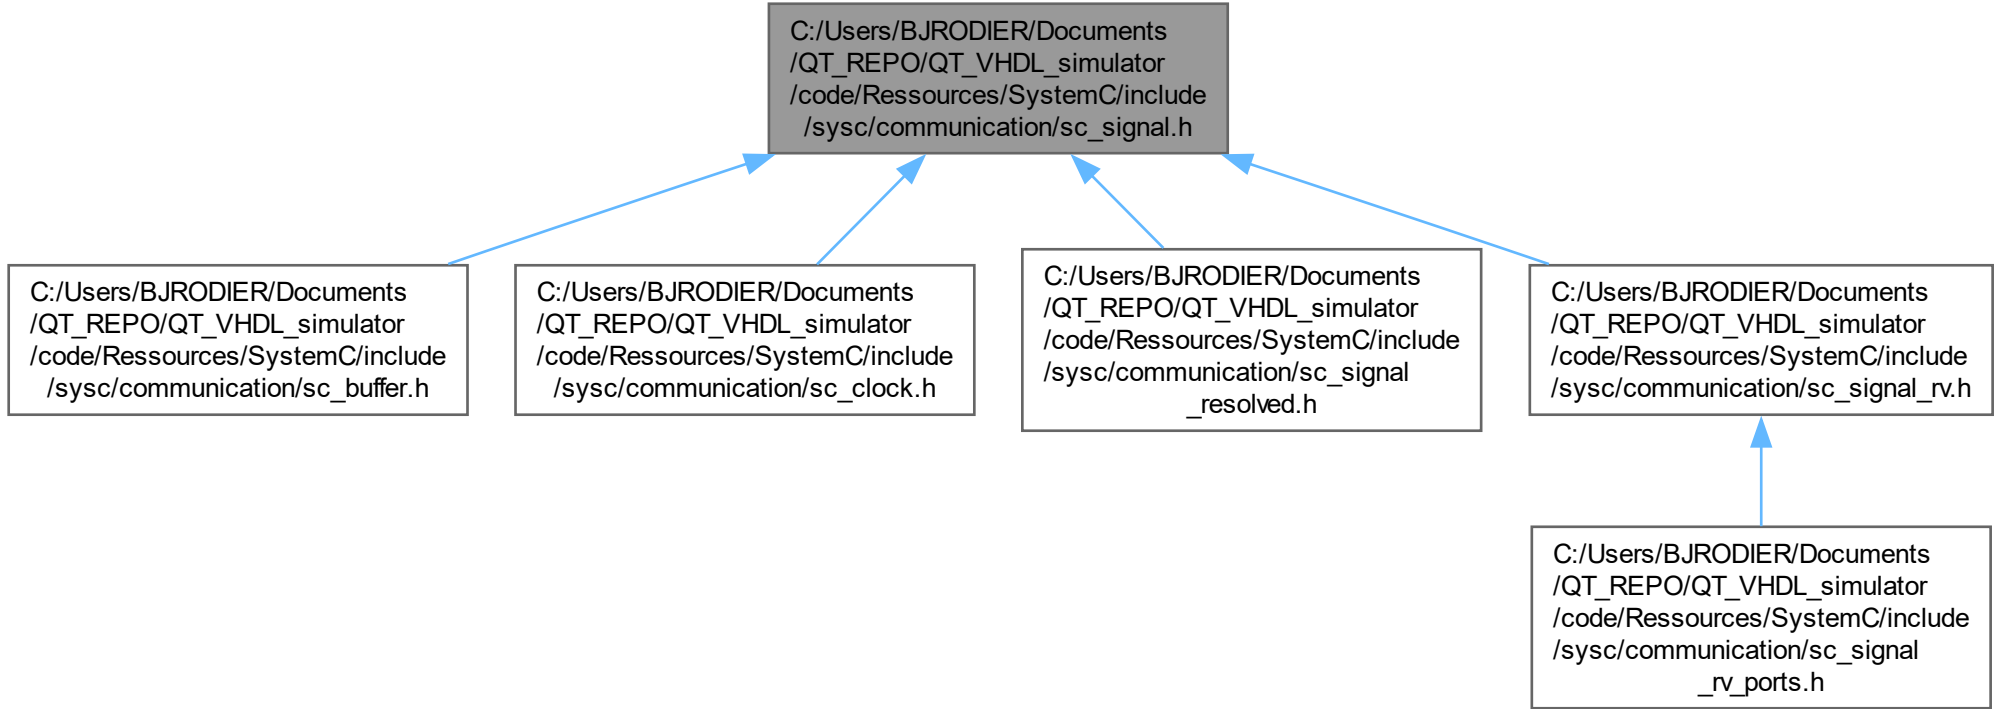 C:/Users/BJRODIER/Documents
/QT_REPO/QT_VHDL_simulator
/code/Ressources/SystemC/include
/sysc/communication/sc_signal.h
C:/Users/BJRODIER/Documents
/QT_REPO/QT_VHDL_simulator
/code/Ressources/SystemC/include
/sysc/communication/sc_buffer.h
C:/Users/BJRODIER/Documents
/QT_REPO/QT_VHDL_simulator
/code/Ressources/SystemC/include
/sysc/communication/sc_clock.h
C:/Users/BJRODIER/Documents
/QT_REPO/QT_VHDL_simulator
/code/Ressources/SystemC/include
/sysc/communication/sc_signal
_resolved.h
C:/Users/BJRODIER/Documents
/QT_REPO/QT_VHDL_simulator
/code/Ressources/SystemC/include
/sysc/communication/sc_signal_rv.h
C:/Users/BJRODIER/Documents
/QT_REPO/QT_VHDL_simulator
/code/Ressources/SystemC/include
/sysc/communication/sc_signal
_rv_ports.h